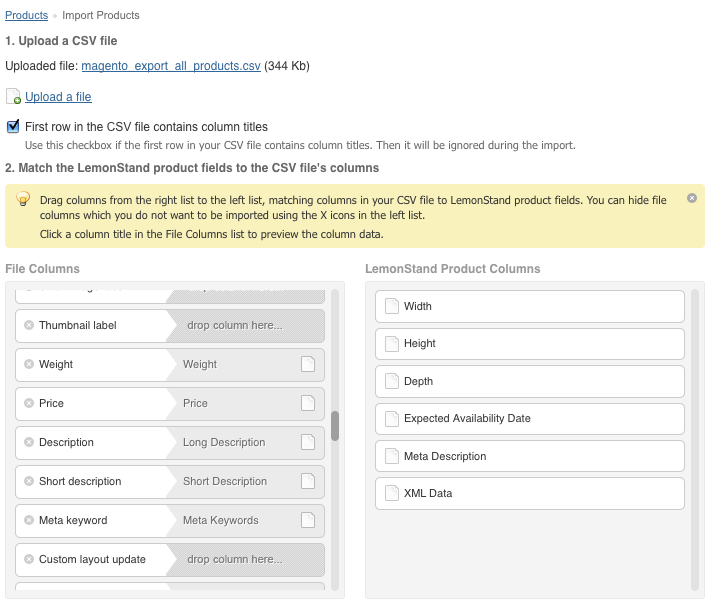 Products Import Products
1. Upload a CSV file
Uploaded file: magento_export_all_products.csv (344 Kb)
Upload a file
First row in the CSV file contains column titles
Use this checkbox if the first row in your CSV file contains column titles. Then it will be ignored during the import.
2. Match the LemonStand product fields to the CSV file's columns
Drag columns from the right list to the left list, matching columns in your CSV file to LemonStand product fields. You can hide file
columns which you do not want to be imported using the X icons in the left list.
Click a column title in the File Columns list to preview the column data.
File Columns
Thumbnail label drop column here...
Weight Weight
Price Price
Description Long Description
Short description Short Description
Meta keyword Meta Keywords
Custom layout update drop column here...
LemonStand Product Columns
Width
Height
Depth
Expected Availability Date
Meta Description
XML Data